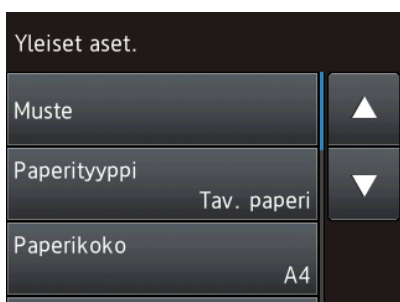 Yleiset aset.
Muste
Paperityyppi
Tav. paperi
Paperikoko
A4